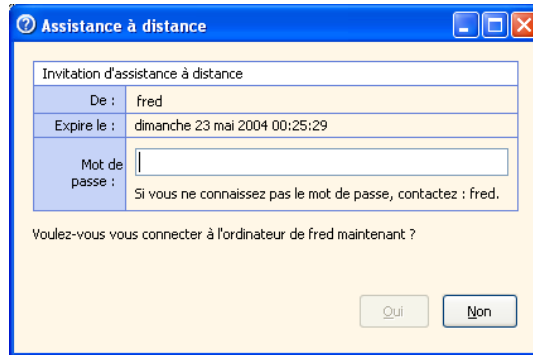 Assistance à distance
Invitation d'assistance à distance
De : fred
Expire le : dimanche 23 mai 2004 00:25:29
Mot de
passe :
Si vous ne connaissez pas le mot de passe, contactez : fred.
Voulez-vous vous connecter à l'ordinateur de fred maintenant ?
Oui Non